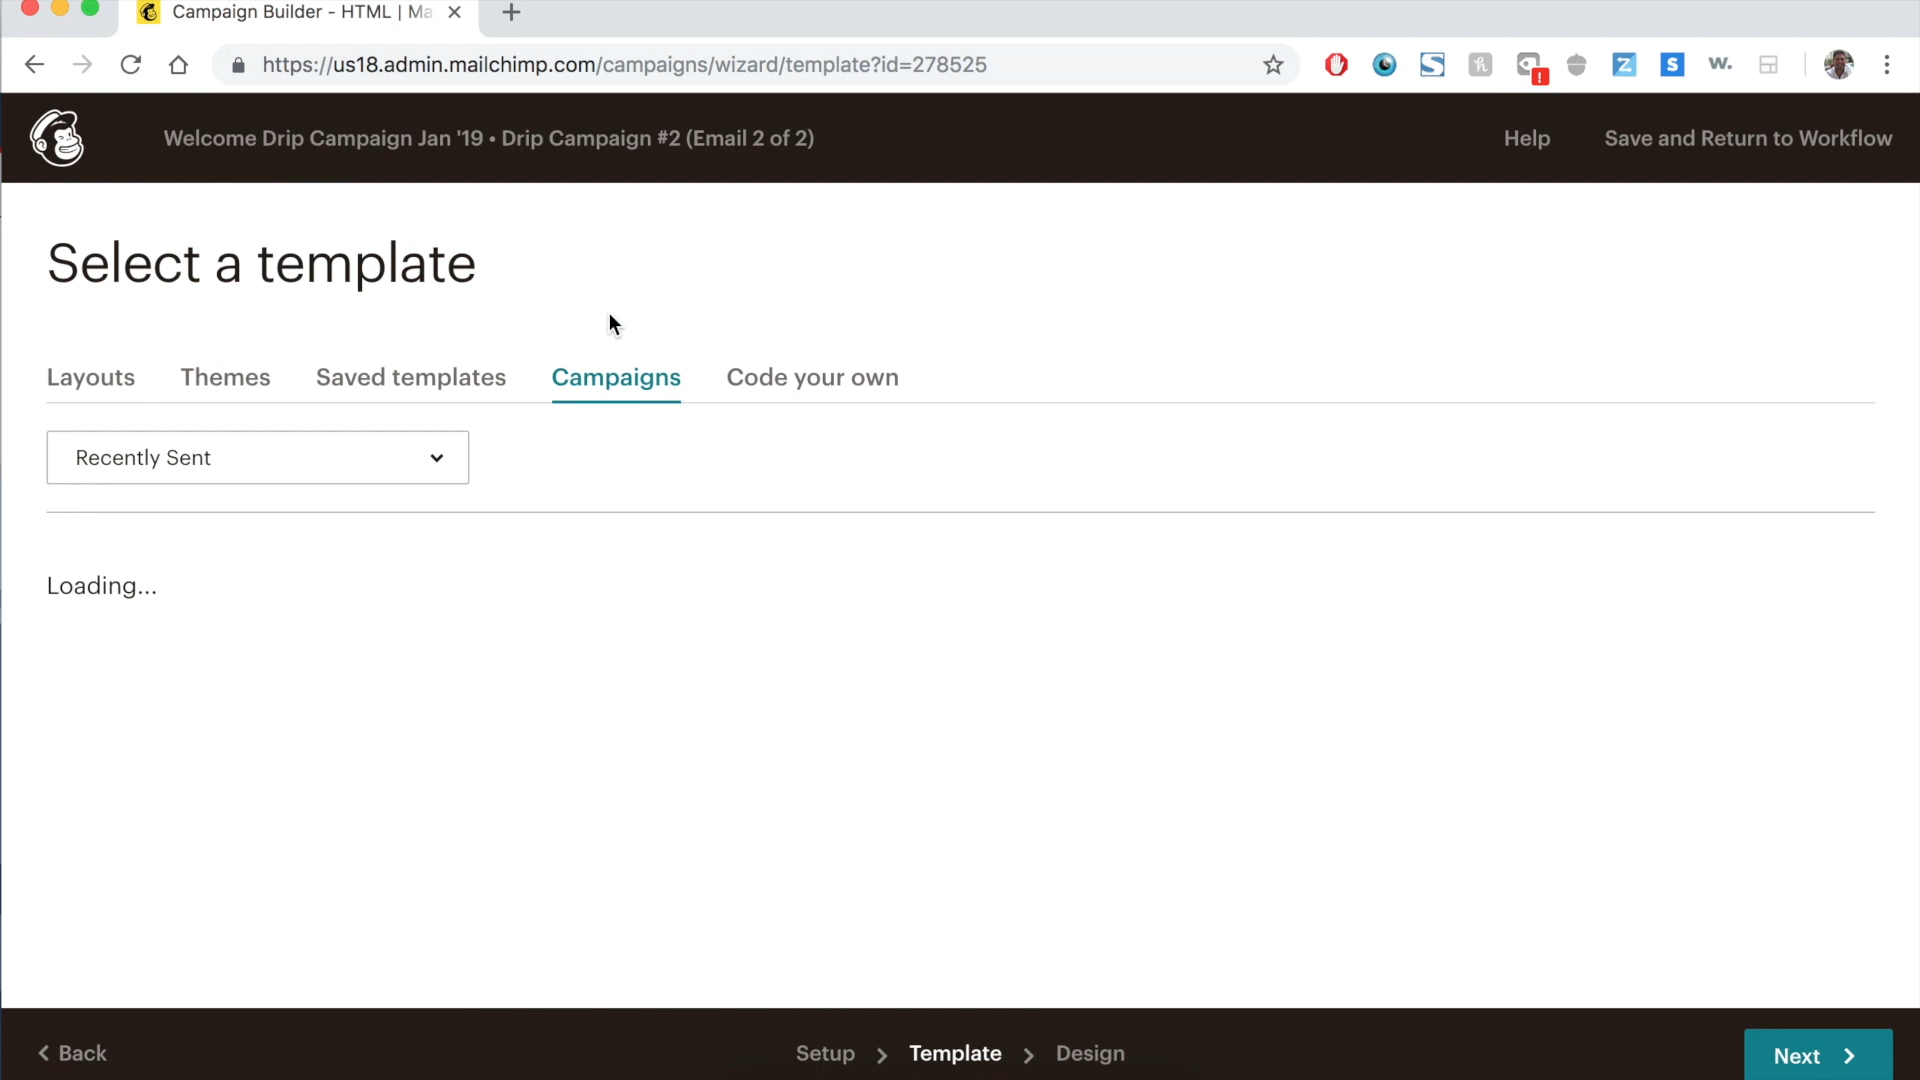 Campaign Builder - HTML | Ma
https://us18.admin.mailchimp.com/campaigns/wizard/template?id=278525
Welcome Drip Campaign Jan '19 • Drip Campaign #2 (Email 2 of 2)
Help
Save and Return to Workflow
Select a template
Layouts
Themes
Saved templates
Campaigns
Code your own
Recently Sent
Loading...
Back
Setup
Template
Design
Next